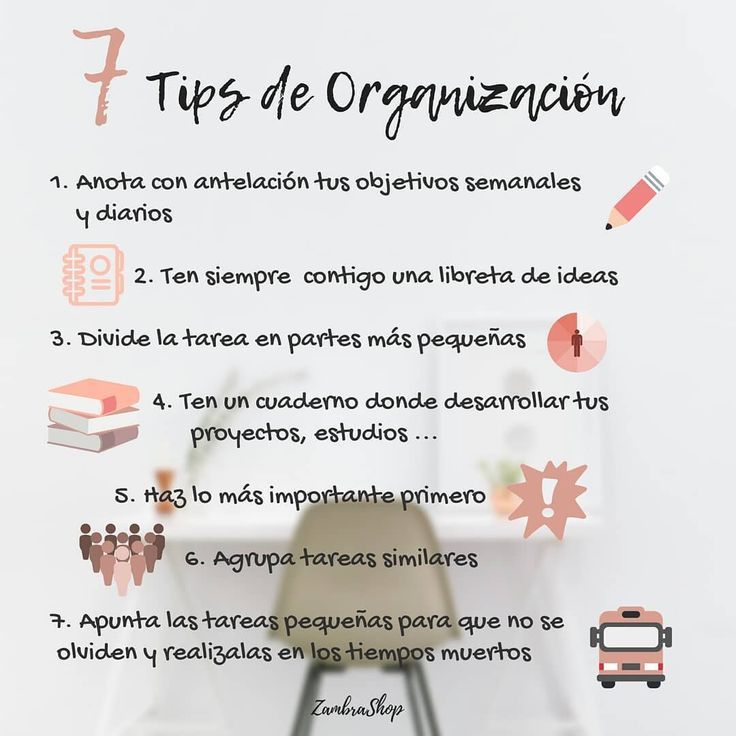 7 Tips de Organización
1. Anota con antelación tus objetivos semanales
y diarios
2. Ten siempre contigo una libreta de ideas
3. Divide la tarea en partes más pequeñas
4. Ten un cuaderno donde desarrollar tus
proyectos, estudios ...
5. Haz lo más importante primero
6. Agrupa tareas similares
7. Apunta las tareas pequeñas para que no se
olviden y realizalas en los tiempos muertos
ZambraShop